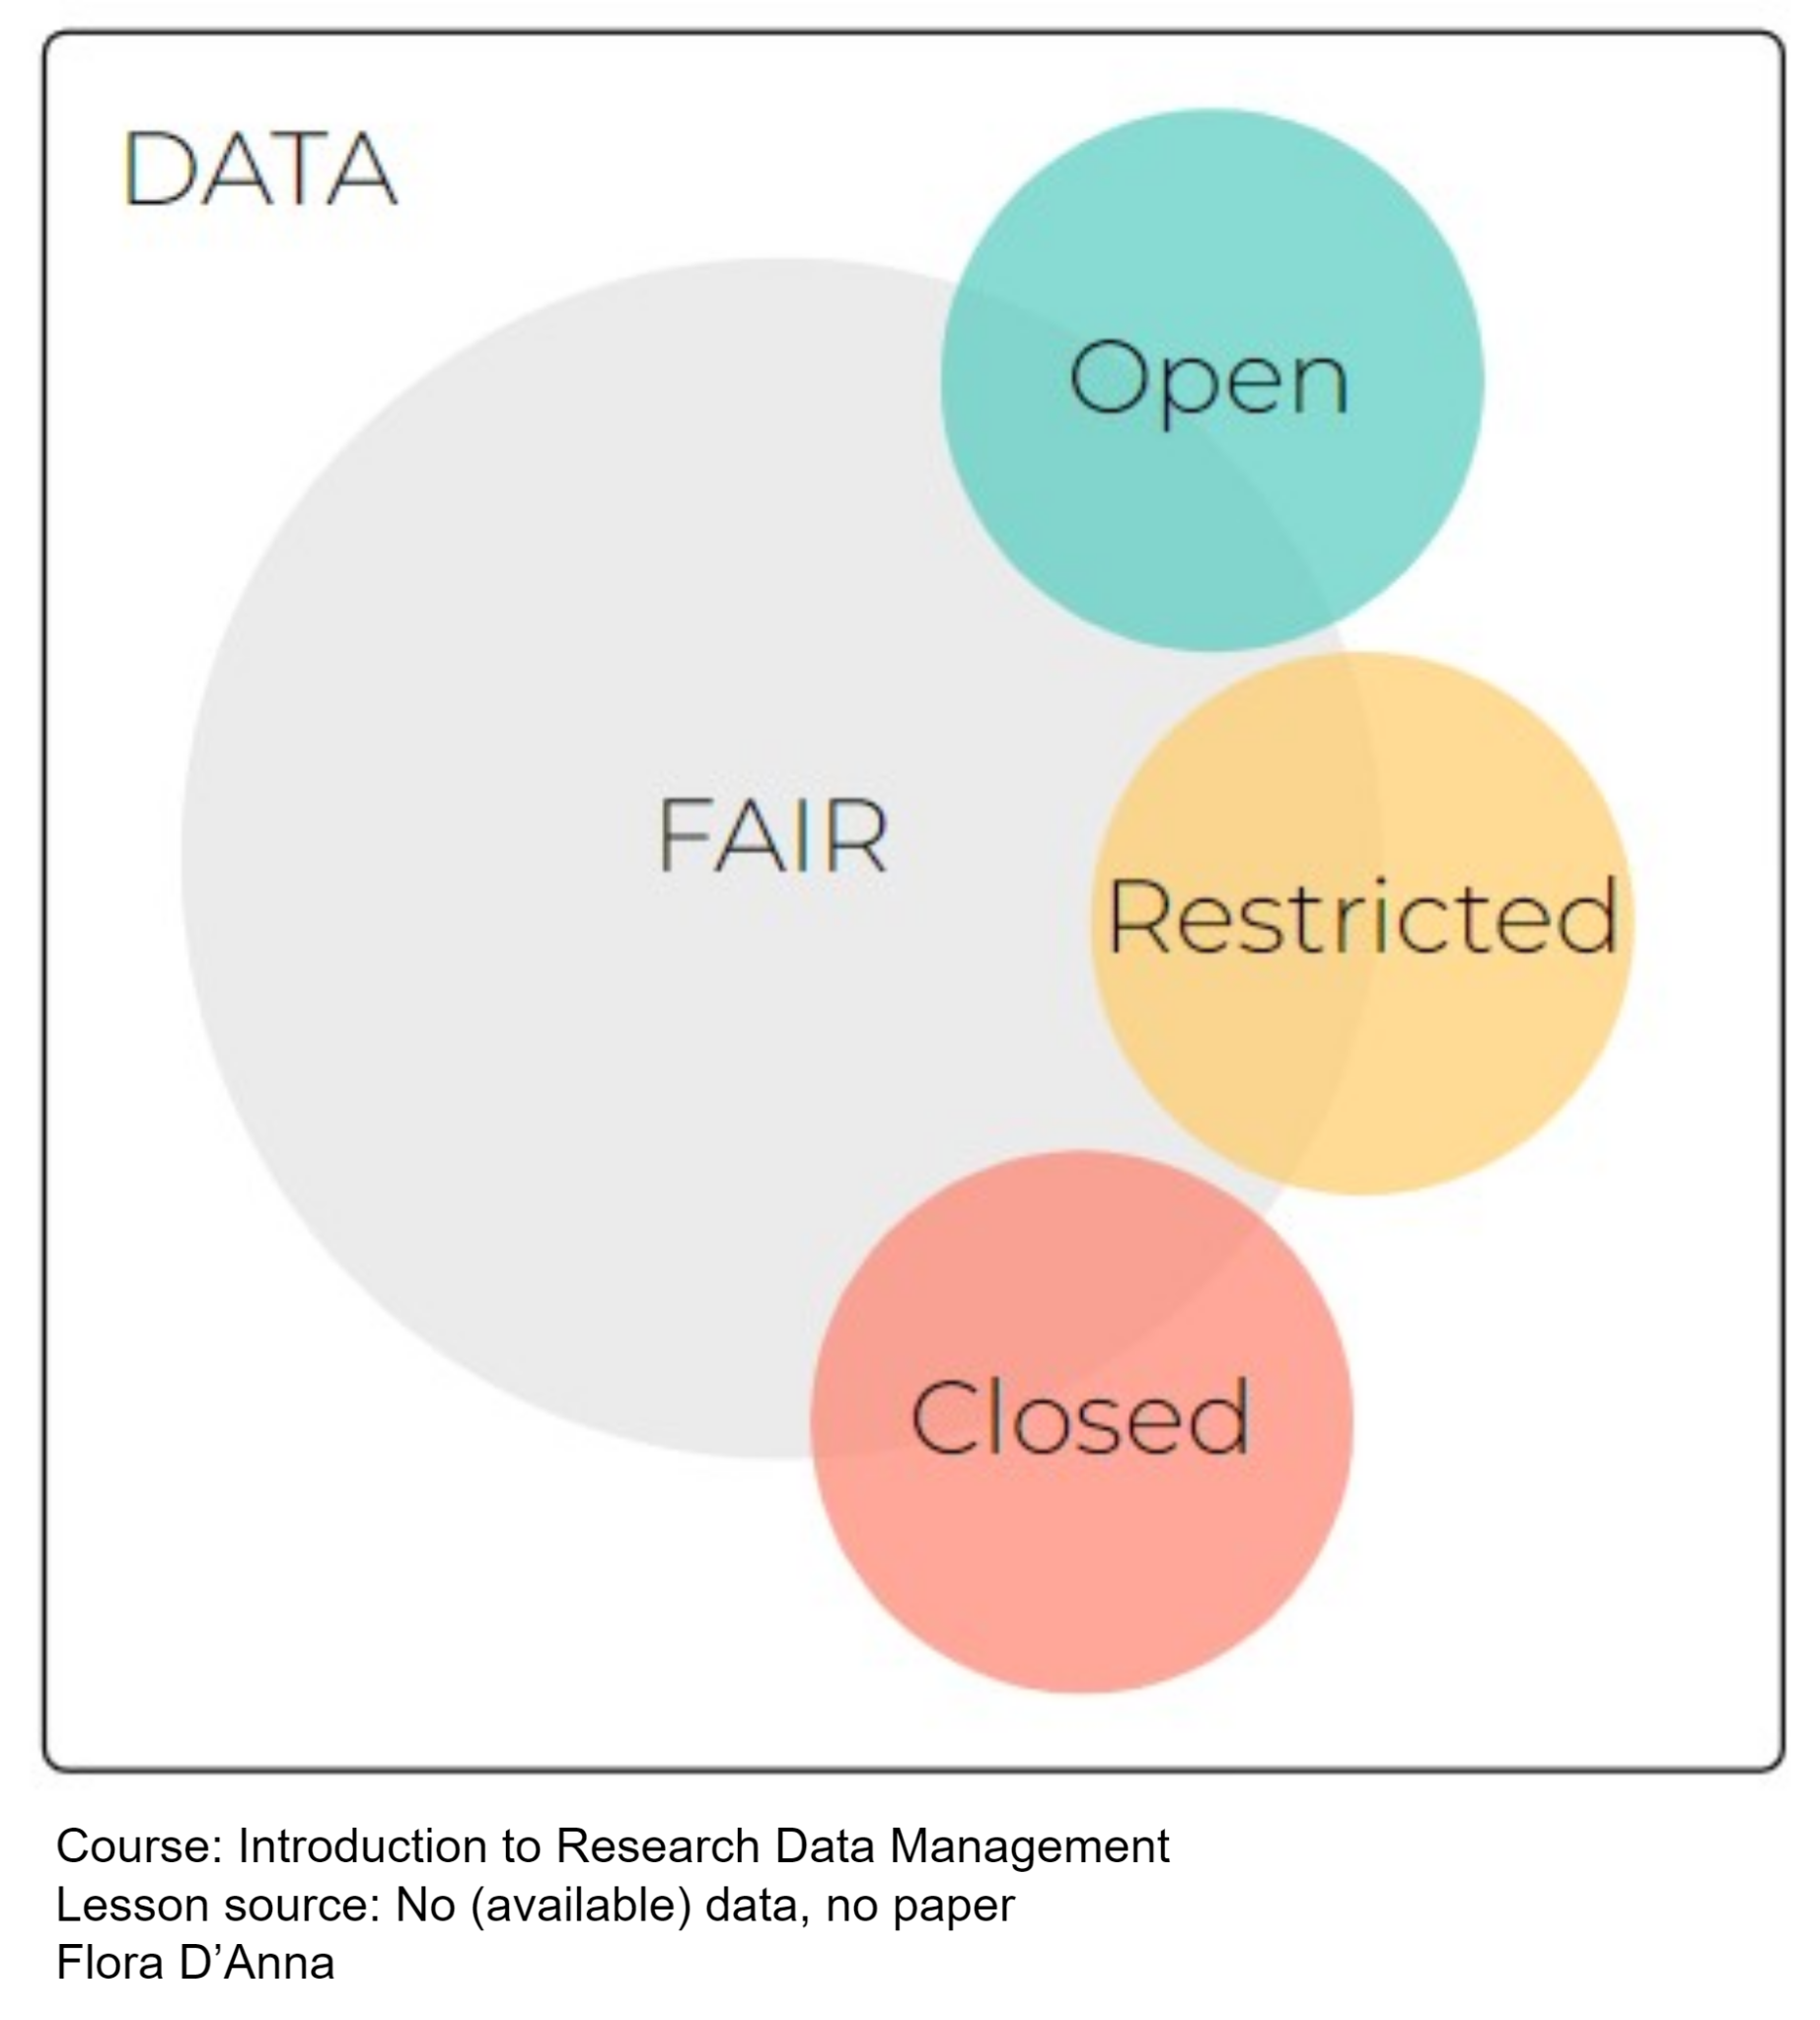 DATA
Open
FAIR
Restricted
Closed
Course: Introduction to Research Data Management
Lesson source: No (available) data, no paper
Flora D’Anna